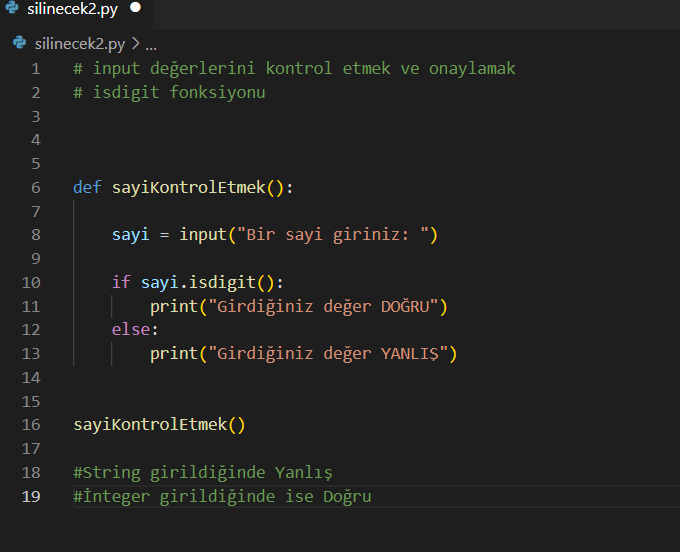 silinecek2.py
silinecek2.py > ...
1 # input değerlerini kontrol etmek ve onaylamak
2 # isdigit fonksiyonu
3
4
5
6 def sayiKontrolEtmek():
7
8 sayi = input("Bir sayi giriniz: ")
9
10 if sayi.isdigit():
11 print("Girdiğiniz değer DOĞRU")
12 else:
13 print("Girdiğiniz değer YANLIŞ")
14
15
16 sayiKontrolEtmek()
17
18 #String girildiğinde Yanlış
19 #İnteger girildiğinde ise Doğru